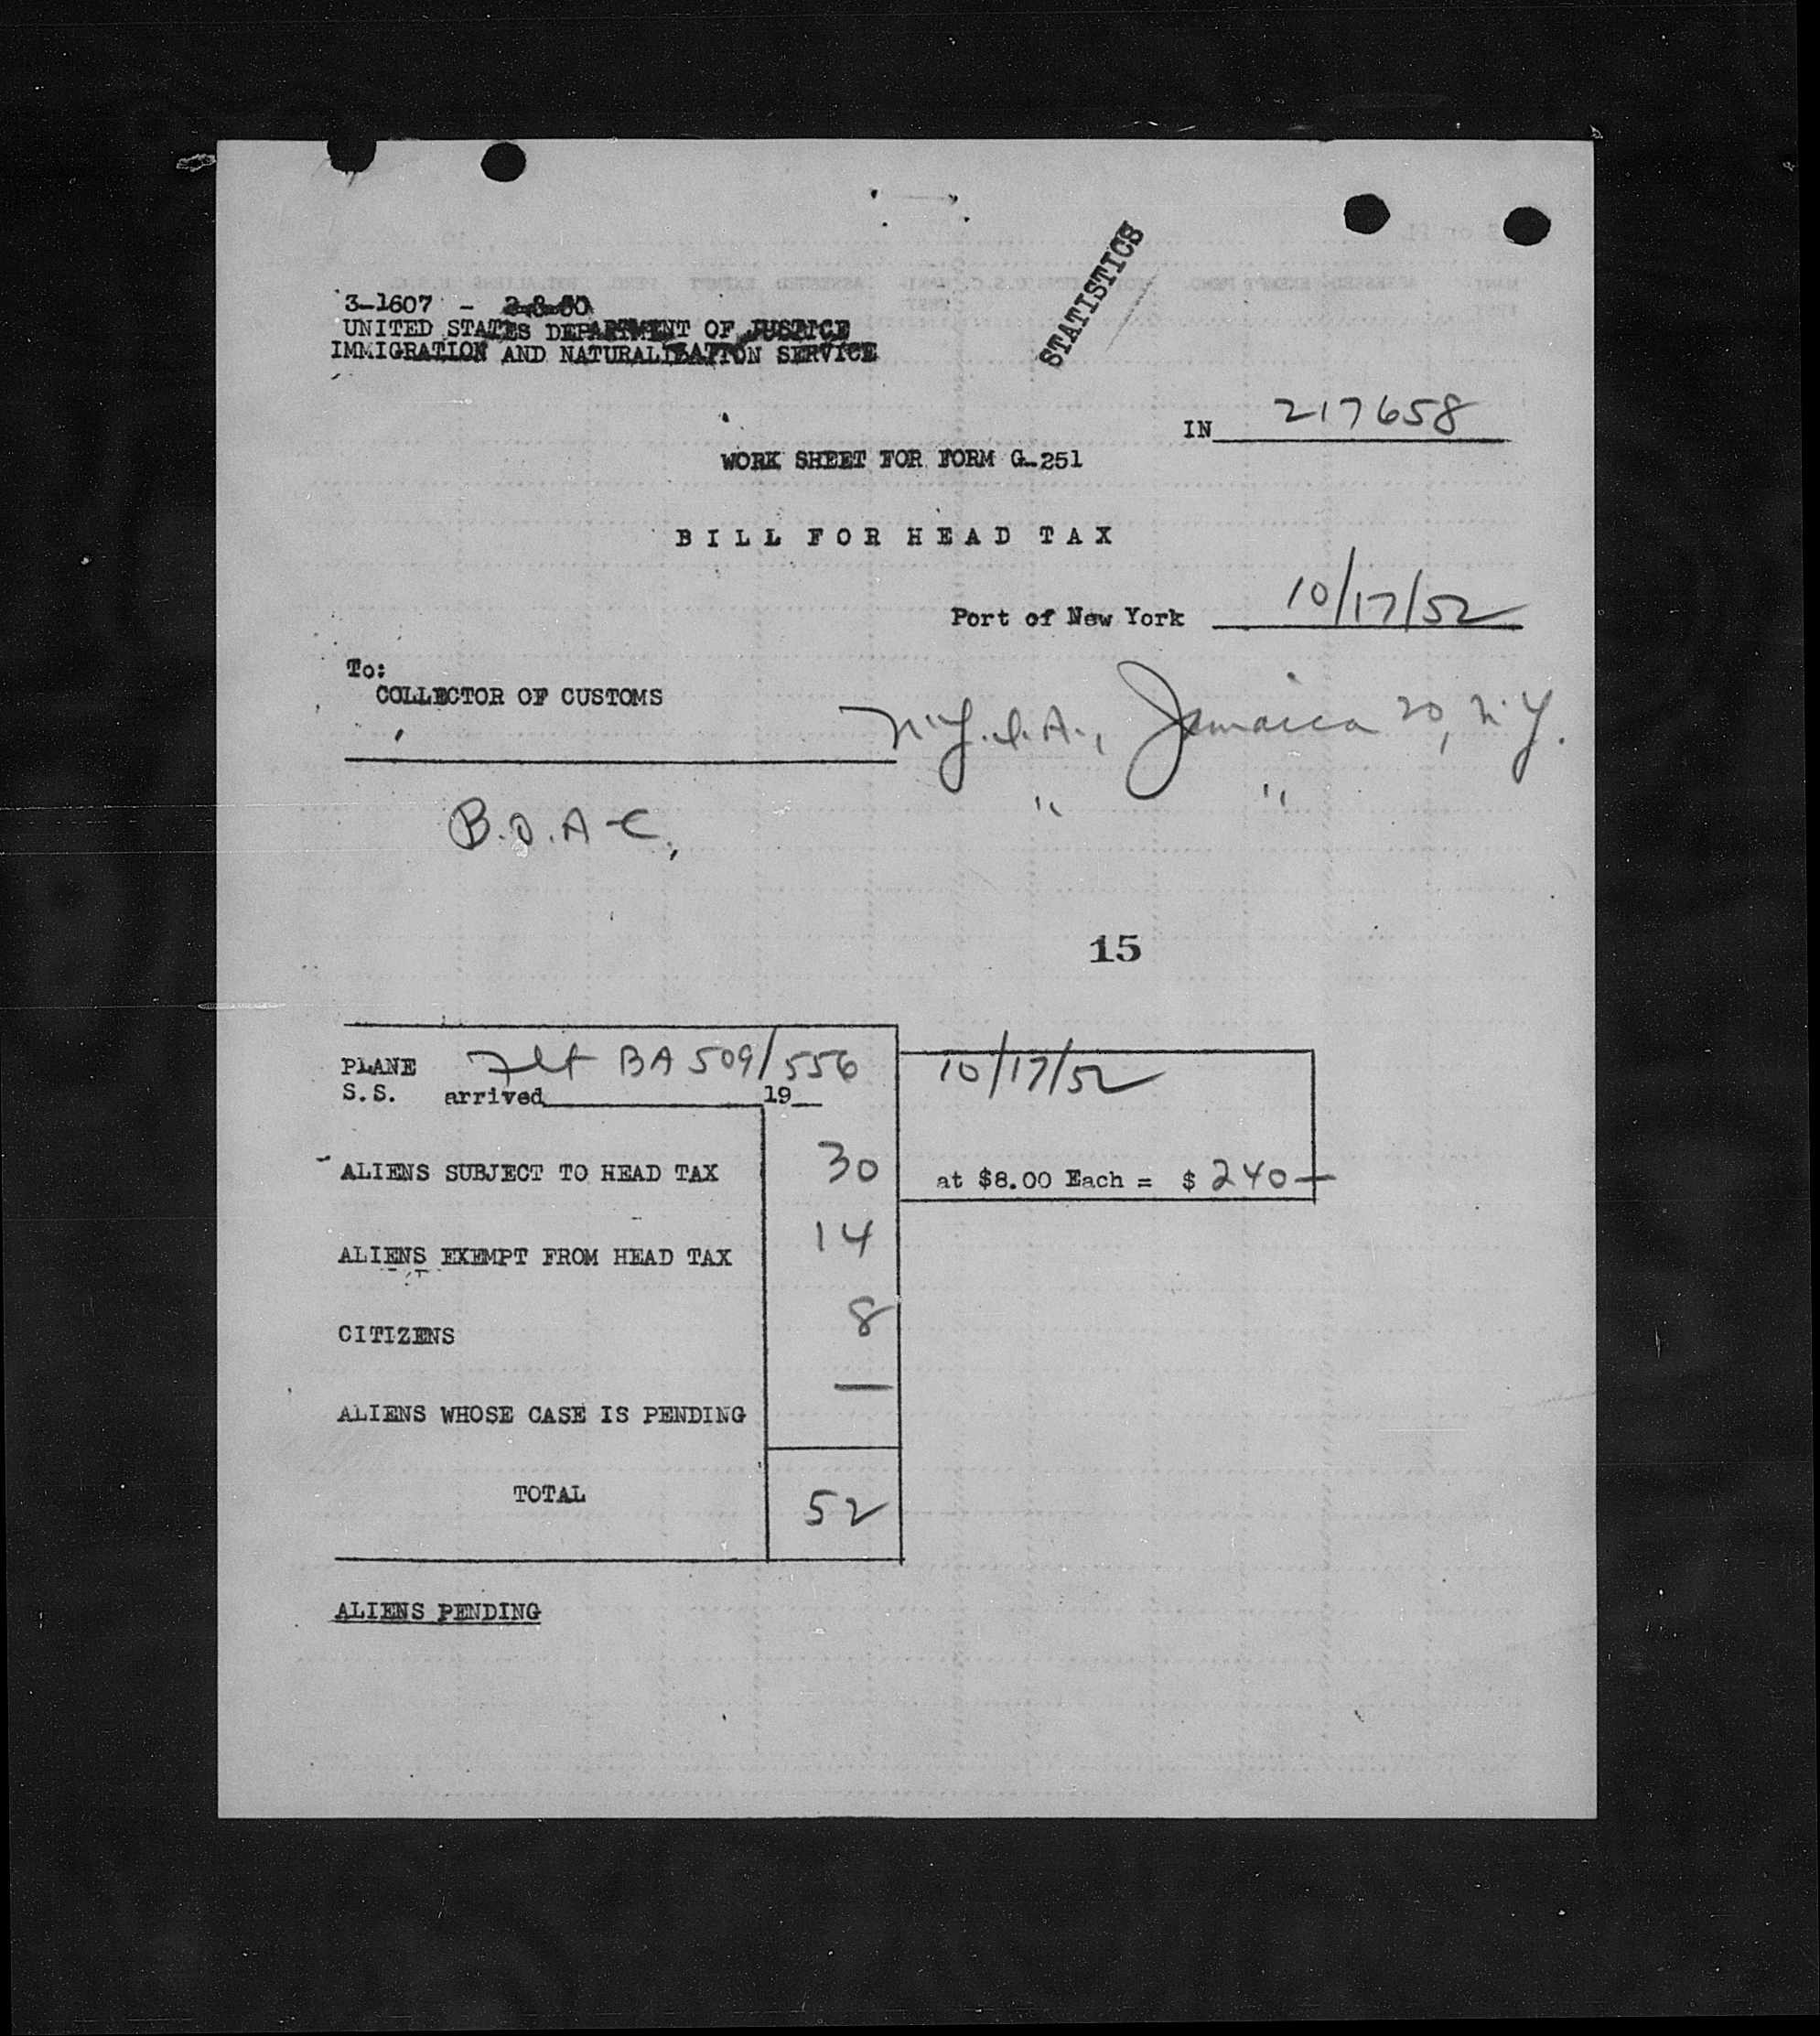 STATISTICS
3-1607 -
UNITED STATES DEPARTMENT OF JUSTICE
IMMIGRATION AND NATURALIZATION SERVICE
IN 217658
WORK SHEET FOR FORM G-251
BILL FOR HEAD TAX
Port of New York 10/17/52
To:
COLLECTOR OF CUSTOMS
N.Y.I.A., Jamaica 20, N.Y.
" "
B.O.A.C,
15
PLANE Flt BA 509/556 10/17/52
S.S. arrived 19
ALIENS SUBJECT TO HEAD TAX 30 at $8.00 Each = $ 240—
ALIENS EXEMPT FROM HEAD TAX 14
CITIZENS 8
ALIENS WHOSE CASE IS PENDING —
TOTAL 52
ALIENS PENDING